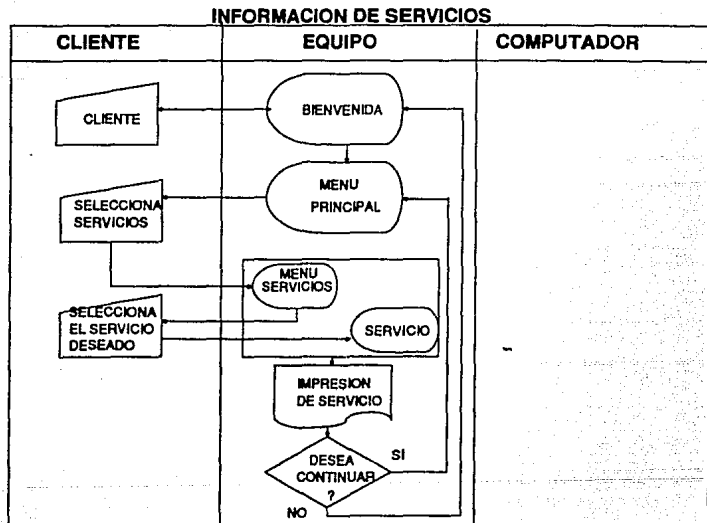 INFORMACION DE SERVICIOS
CLIENTE
EQUIPO
COMPUTADOR
CLIENTE
BIENVENIDA
MENU
PRINCIPAL
SELECCIONA
SERVICIOS
MENU
SERVICIOS
SELECCIONA
EL SERVICIO
DESEADO
SERVICIO
IMPRESION
DE SERVICIO
DESEA
CONTINUAR
?
SI
NO